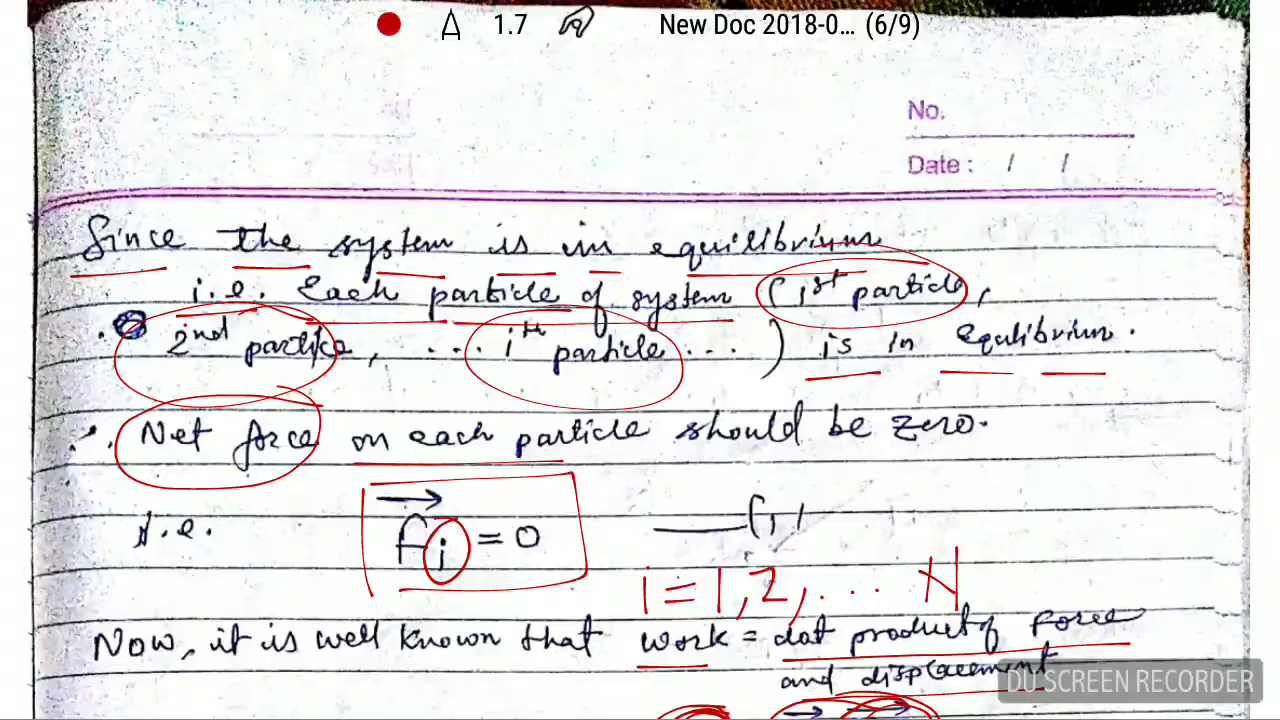 1.7 New Doc 2018-0... (6/9)
No.
Date : / /
Since the system is in equilibrium
i.e. each particle of system (1st particle,
2nd particle, ... ith particle ... ) is in equlibrium.
∴ Net force on each particle should be zero.
i.e. Fi = 0 —(1)
i = 1, 2, ... N
Now, it is well known that work = dot product of force
and displacement
DU SCREEN RECORDER